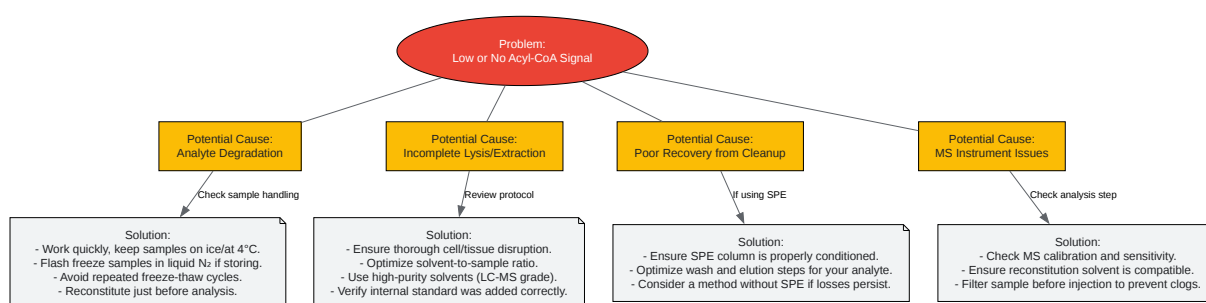 Problem:
Low or No Acyl-CoA Signal
Potential Cause:
Analyte Degradation
Potential Cause:
Incomplete Lysis/Extraction
Potential Cause:
Poor Recovery from Cleanup
Potential Cause:
MS Instrument Issues
Check sample handling
Review protocol
If using SPE
Check analysis step
Solution:
- Work quickly, keep samples on ice/at 4°C.
- Flash freeze samples in liquid N₂ if storing.
- Avoid repeated freeze-thaw cycles.
- Reconstitute just before analysis.
Solution:
- Ensure thorough cell/tissue disruption.
- Optimize solvent-to-sample ratio.
- Use high-purity solvents (LC-MS grade).
- Verify internal standard was added correctly.
Solution:
- Ensure SPE column is properly conditioned.
- Optimize wash and elution steps for your analyte.
- Consider a method without SPE if losses persist.
Solution:
- Check MS calibration and sensitivity.
- Ensure reconstitution solvent is compatible.
- Filter sample before injection to prevent clogs.